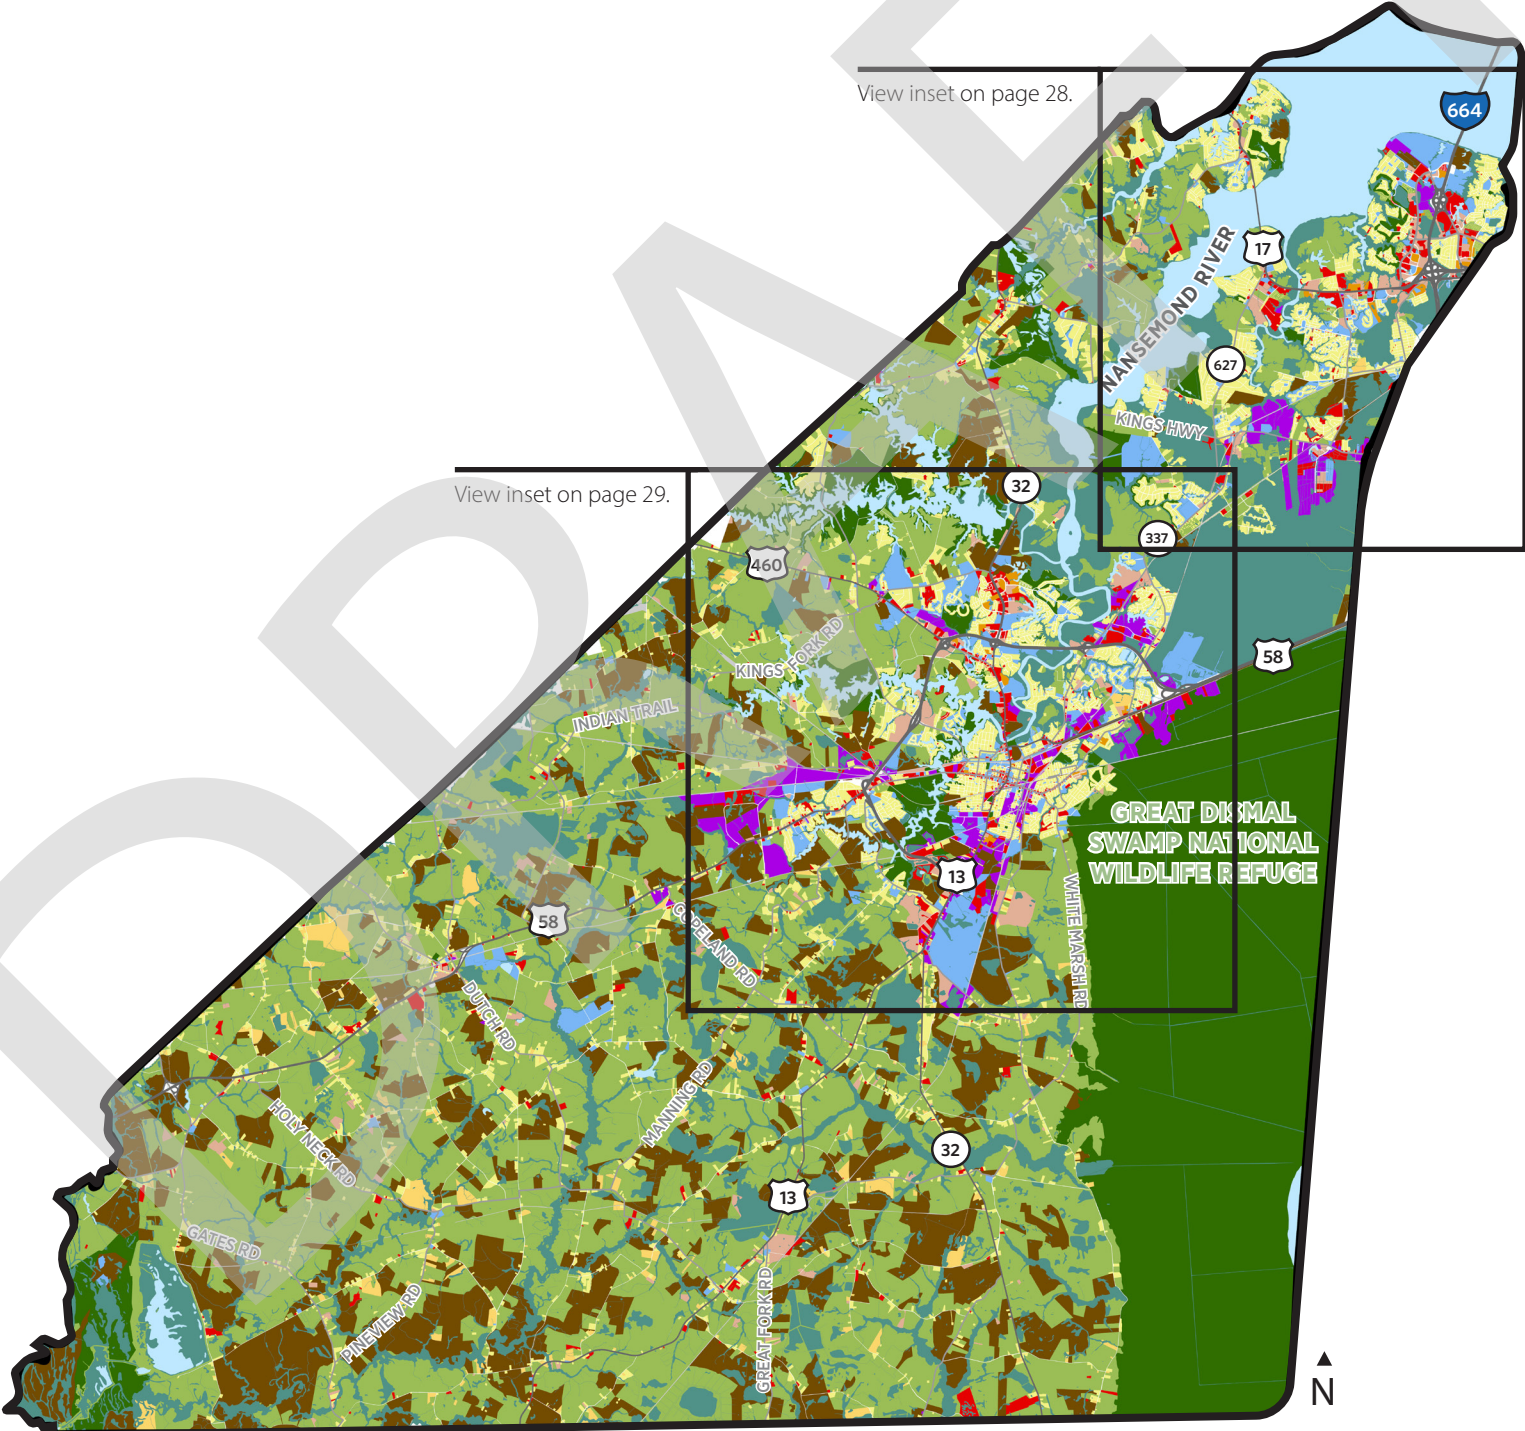 DRAFT
View inset on page 28.
664
17
NANSEMOND RIVER
627
KINGS HWY
View inset on page 29.
32
337
460
58
KINGS FORK RD
INDIAN TRAIL
GREAT DISMAL
SWAMP NATIONAL
WILDLIFE REFUGE
13
WHITE MARSH RD
58
COPELAND RD
DUTCH RD
MANNING RD
HOLY NECK RD
32
13
GATES RD
PINEVIEW RD
GREAT FORK RD
N